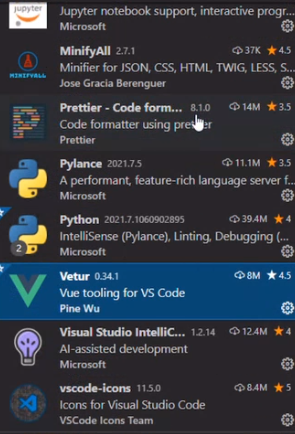 jupyter
Jupyter notebook support, interactive progr...
Microsoft
MinifyAll 2.7.1 37K 4.5
Minifier for JSON, CSS, HTML, TWIG, LESS, S...
MINIFYALL
Jose Gracia Berenguer
Prettier - Code form... 8.1.0 14M 3.5
Code formatter using prettier
Prettier
Pylance 2021.7.5 11.1M 3.5
A performant, feature-rich language server f...
Microsoft
Python 2021.7.1060902895 39.4M 4
IntelliSense (Pylance), Linting, Debugging (...
2 Microsoft
Vetur 0.34.1 8M 4.5
Vue tooling for VS Code
Pine Wu
Visual Studio IntelliC... 1.2.14 12.4M 4
AI-assisted development
Microsoft
vscode-icons 11.5.0 8.4M 5
Icons for Visual Studio Code
VSCode Icons Team